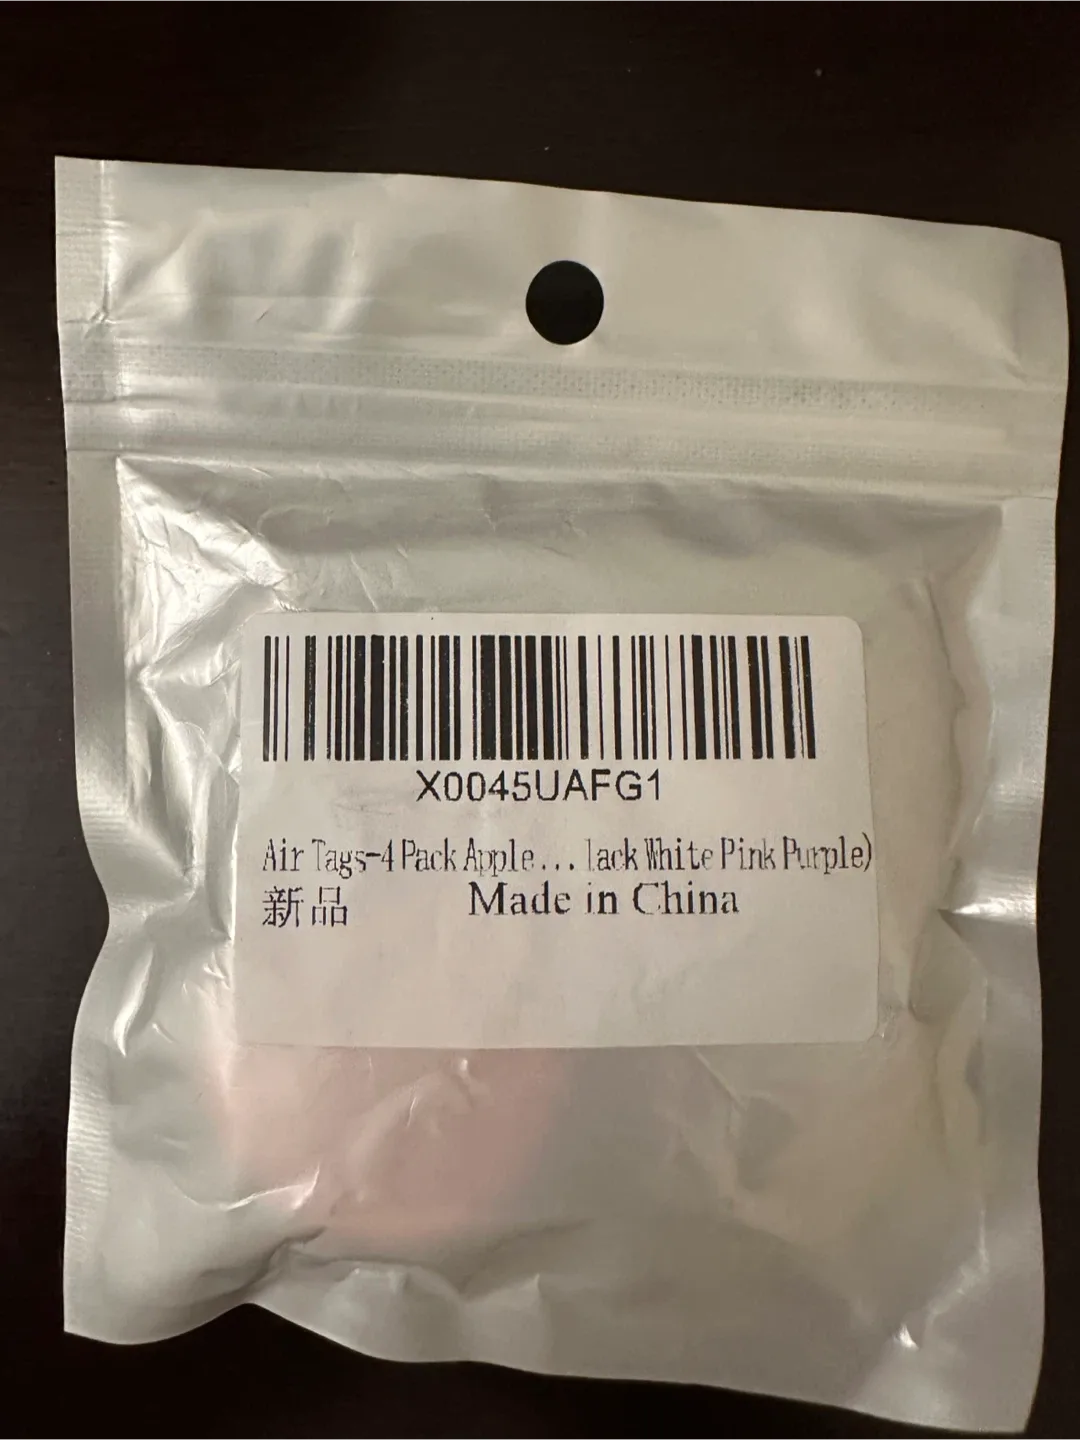 X0045UAFG1
Air Tags-4 Pack Apple... lack White Pink Purple)
新品 Made in China